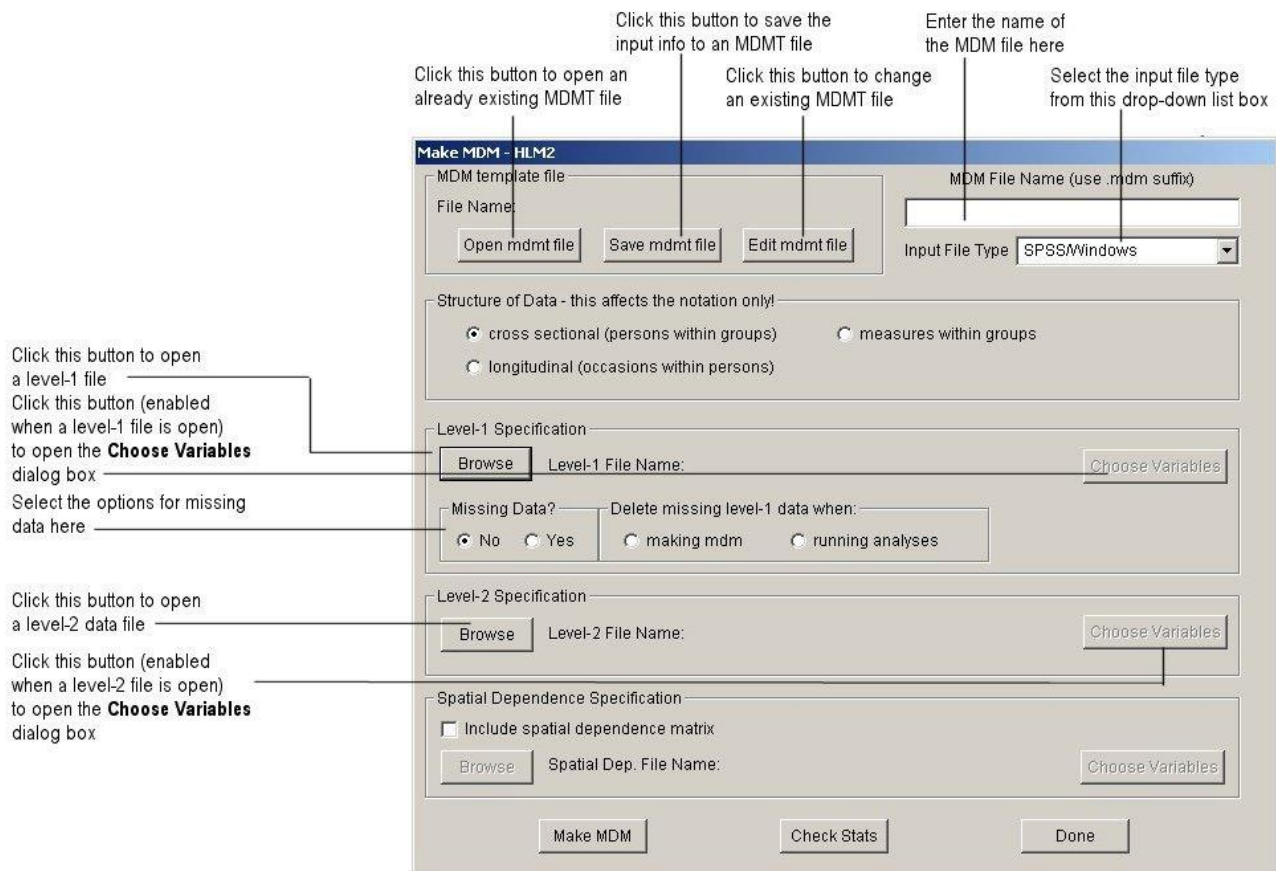 Click this button to save the
input info to an MDMT file
Enter the name of
the MDM file here
Click this button to open an
already existing MDMT file
Click this button to change
an existing MDMT file
Select the input file type
from this drop-down list box
Make MDM - HLM2
MDM template file
File Name:
Open mdmt file Save mdmt file Edit mdmt file
MDM File Name (use .mdm suffix)
Input File Type SPSS/Windows
Structure of Data - this affects the notation only!
cross sectional (persons within groups) measures within groups
longitudinal (occasions within persons)
Click this button to open
a level-1 file
Click this button (enabled
when a level-1 file is open)
to open the Choose Variables
dialog box
Select the options for missing
data here
Level-1 Specification
Browse Level-1 File Name: Choose Variables
Missing Data? Delete missing level-1 data when:
No Yes making mdm running analyses
Click this button to open
a level-2 data file
Click this button (enabled
when a level-2 file is open)
to open the Choose Variables
dialog box
Level-2 Specification
Browse Level-2 File Name: Choose Variables
Spatial Dependence Specification
Include spatial dependence matrix
Browse Spatial Dep. File Name: Choose Variables
Make MDM Check Stats Done